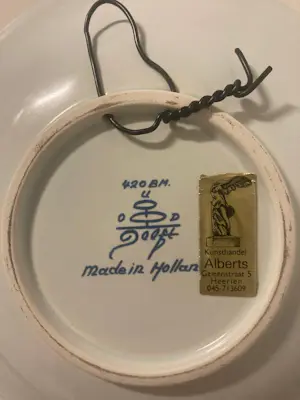 420 BM.
U
O D
Delft
made in Holland
Kunsthandel
Alberts
Geleenstraat 5
Heerlen
045-713609